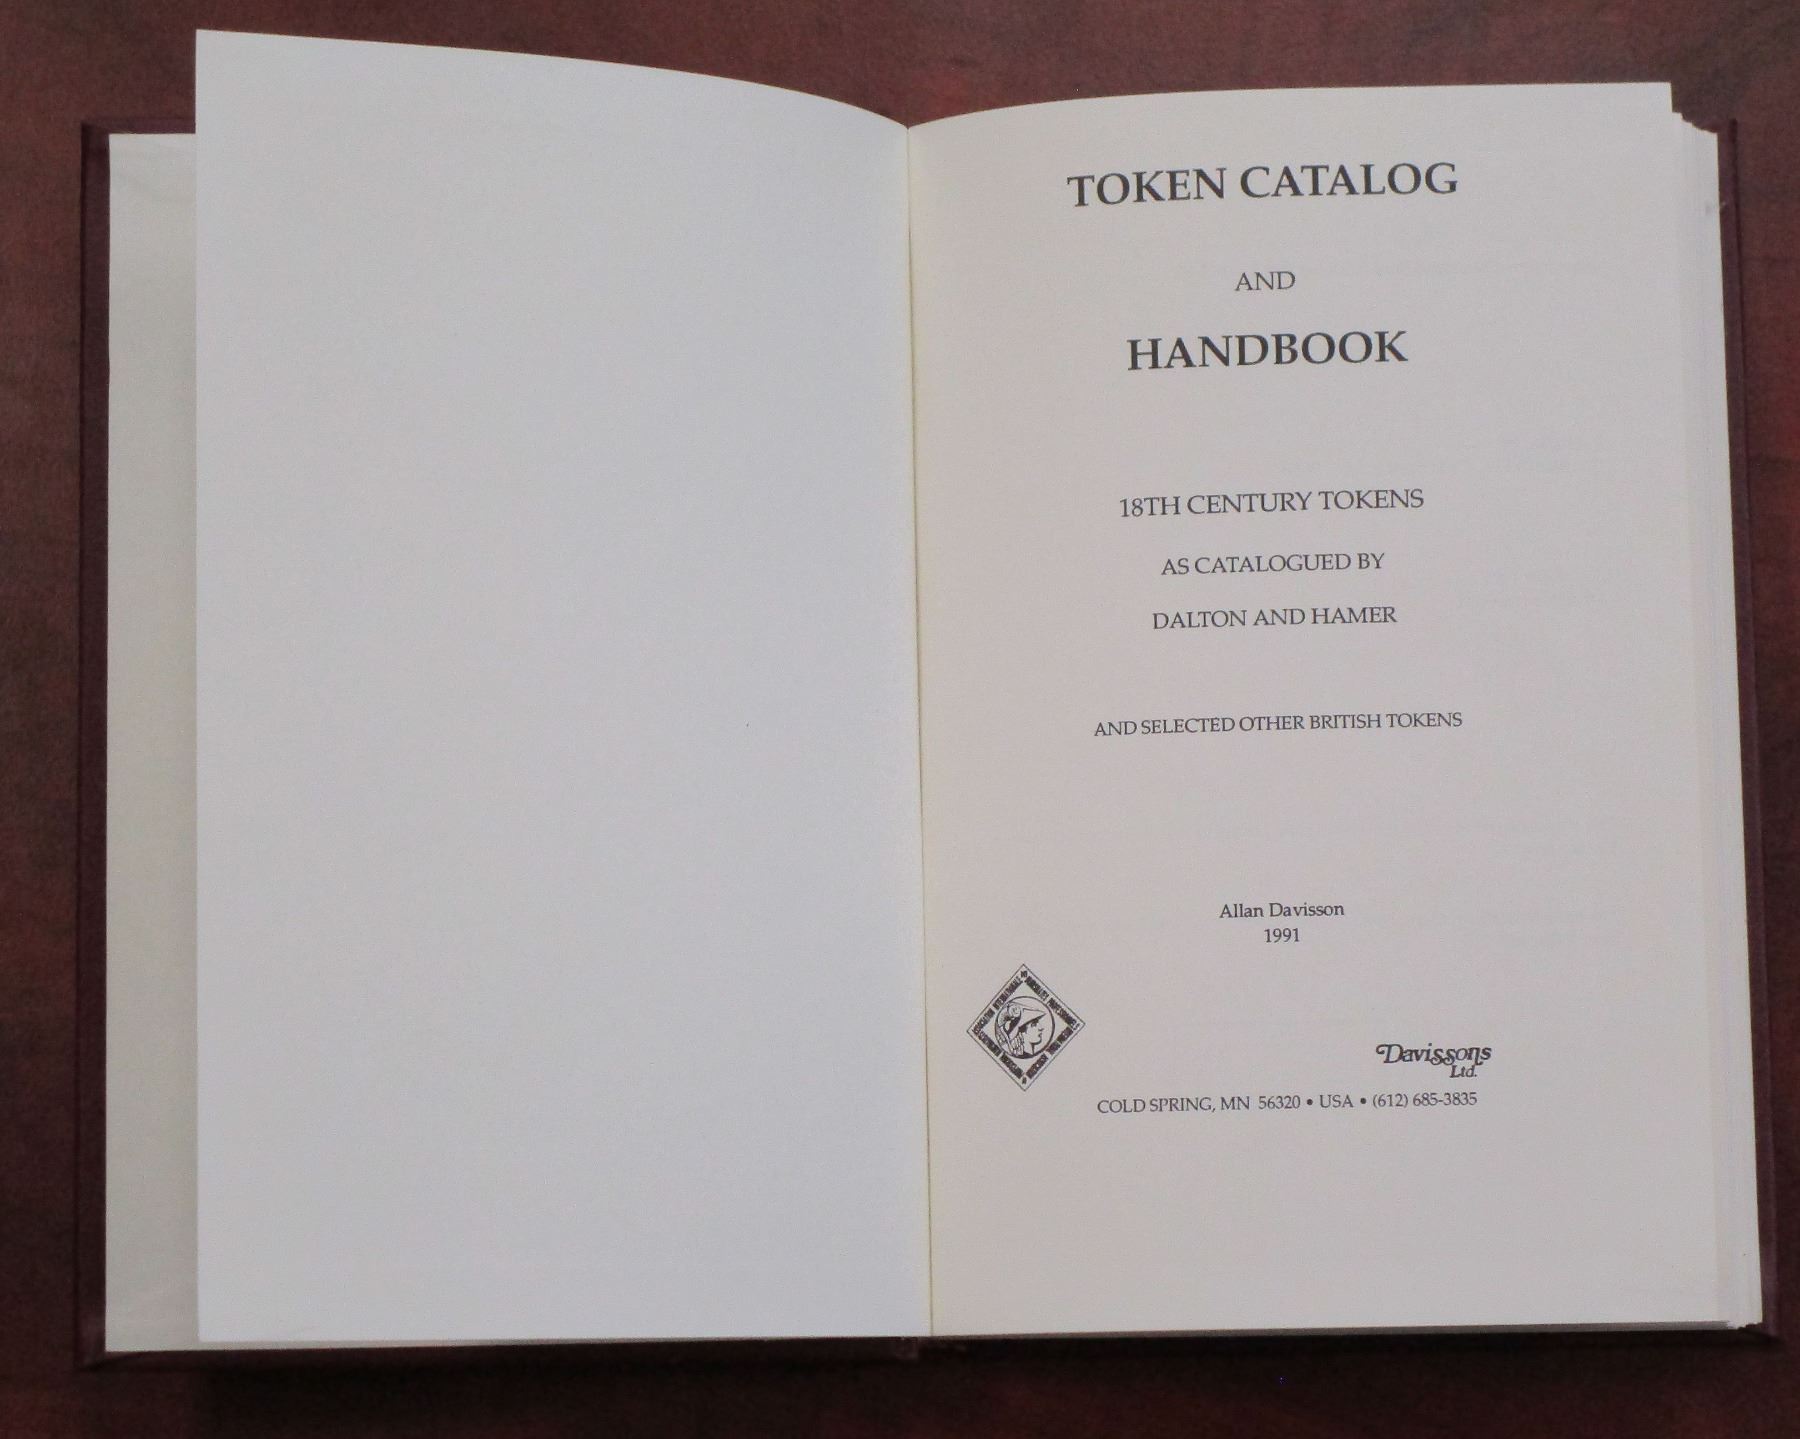 TOKEN CATALOG
AND
HANDBOOK
18TH CENTURY TOKENS
AS CATALOGUED BY
DALTON AND HAMER
AND SELECTED OTHER BRITISH TOKENS
Allan Davisson
1991
Davissons
Ltd.
COLD SPRING, MN 56320 • USA • (612) 685-3835